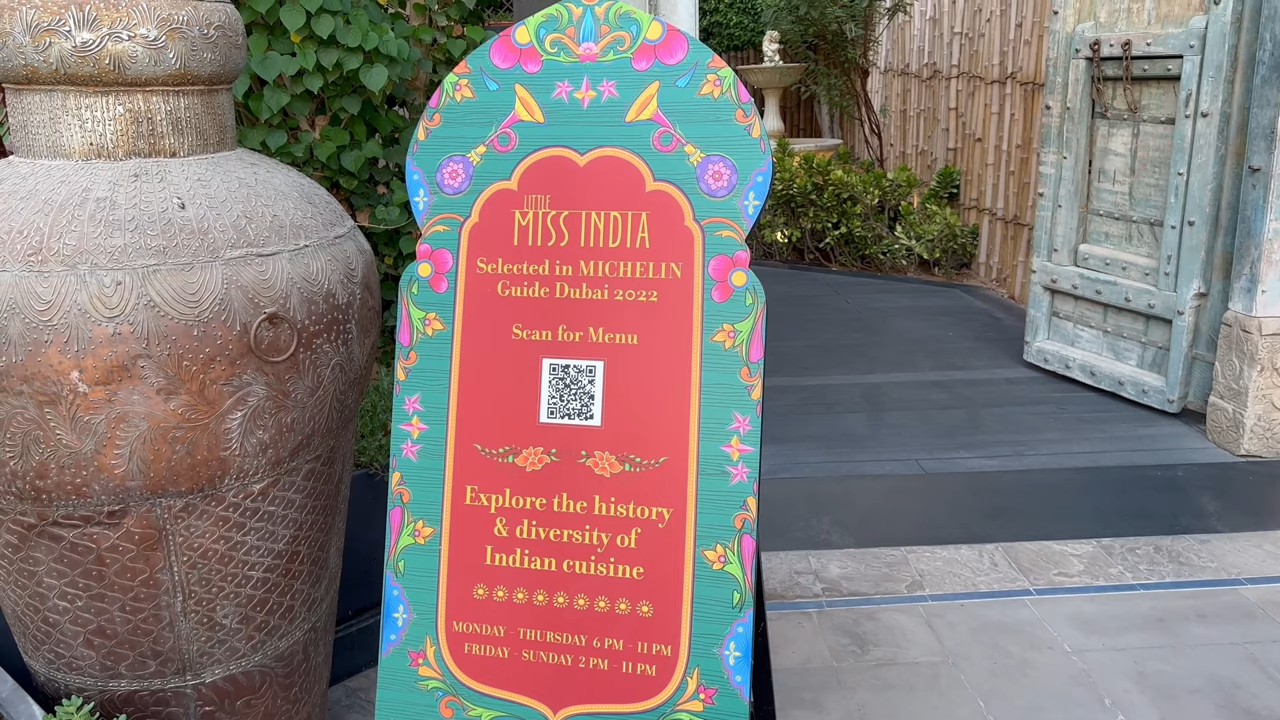 LITTLE
MISS INDIA
Selected in MICHELIN
Guide Dubai 2022
Scan for Menu
Explore the history
& diversity of
Indian cuisine
MONDAY - THURSDAY 6 PM - 11 PM
FRIDAY - SUNDAY 2 PM - 11 PM